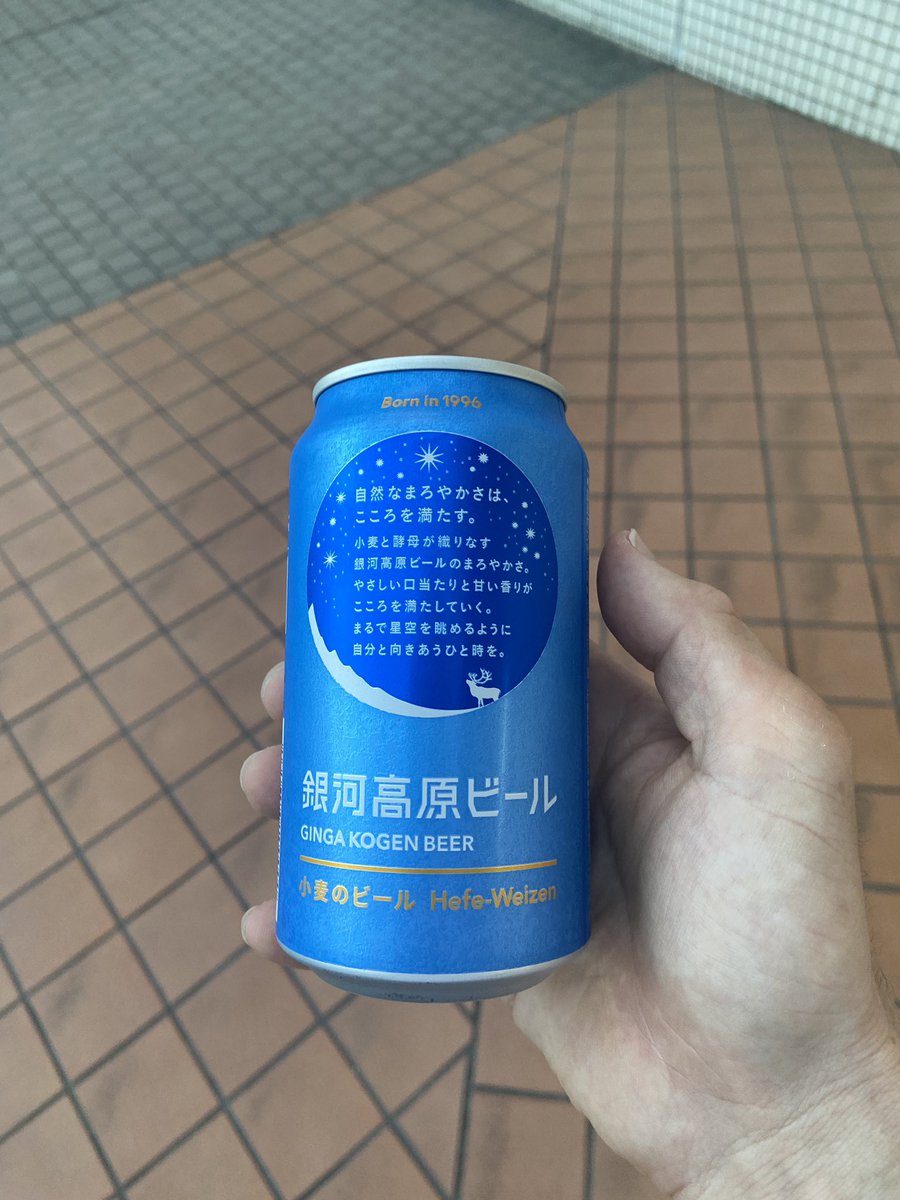 Born in 1996
自然なまろやかさは、
こころを満たす。
小麦と酵母が織りなす
銀河高原ビールのまろやかさ。
やさしい口当たりと甘い香りが
こころを満たしていく。
まるで星空を眺めるように
自分と向きあうひと時を。
銀河高原ビール
GINGA KOGEN BEER
小麦のビール Hefe-Weizen